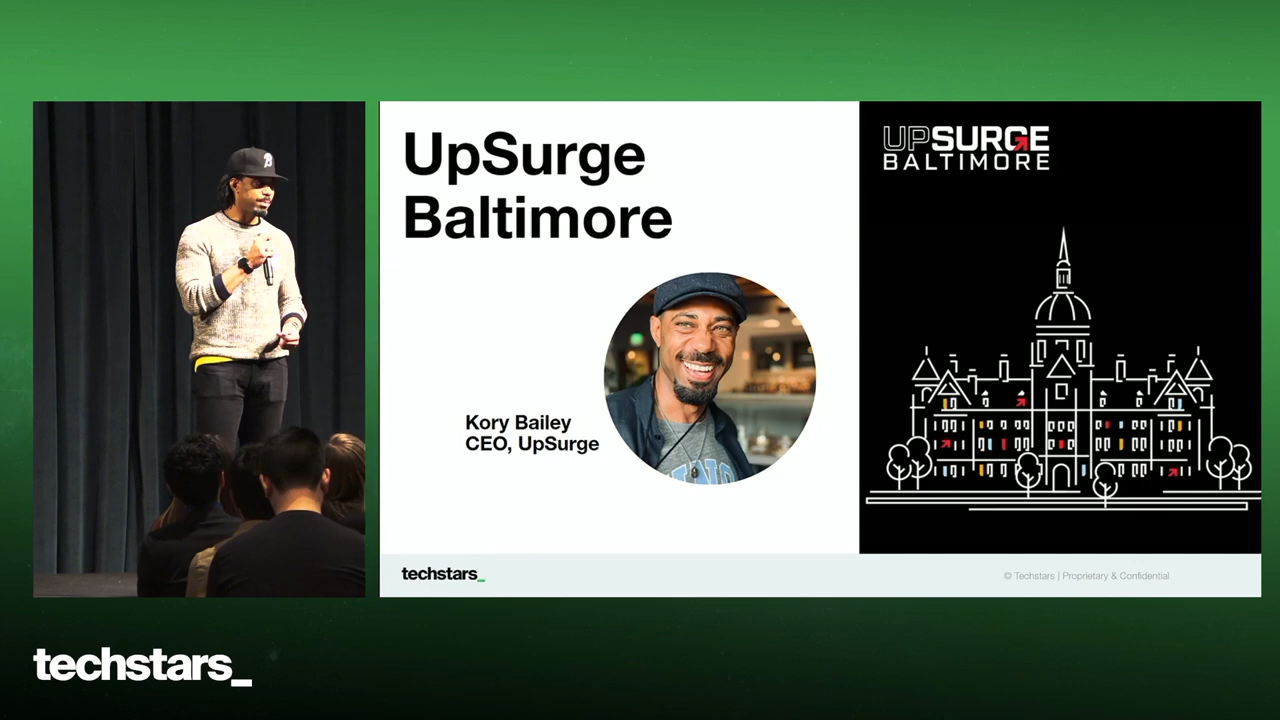 UpSurge
Baltimore
Kory Bailey
CEO, UpSurge
UPSURGE
BALTIMORE
techstars_
© Techstars | Proprietary & Confidential
techstars_